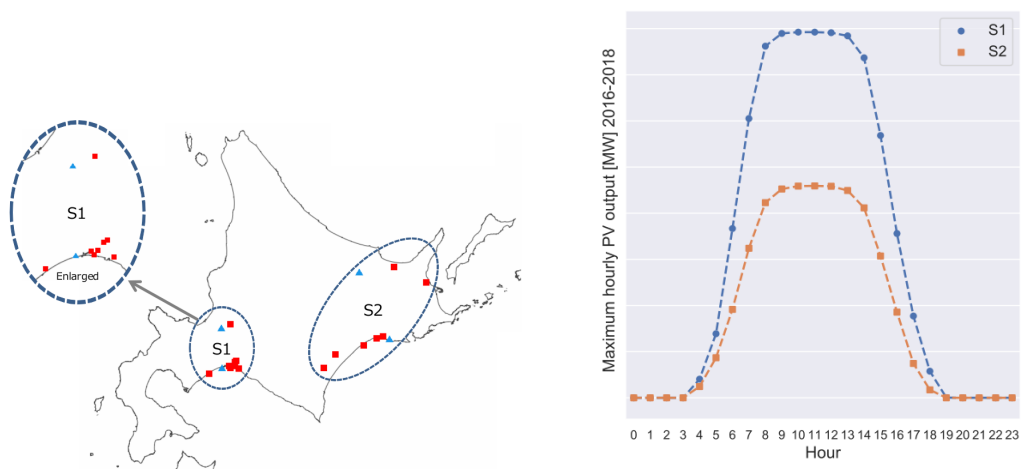 S1
Enlarged
S1
S2
Maximum hourly PV output [MW] 2016-2018
S1
S2
0 1 2 3 4 5 6 7 8 9 10 11 12 13 14 15 16 17 18 19 20 21 22 23
Hour